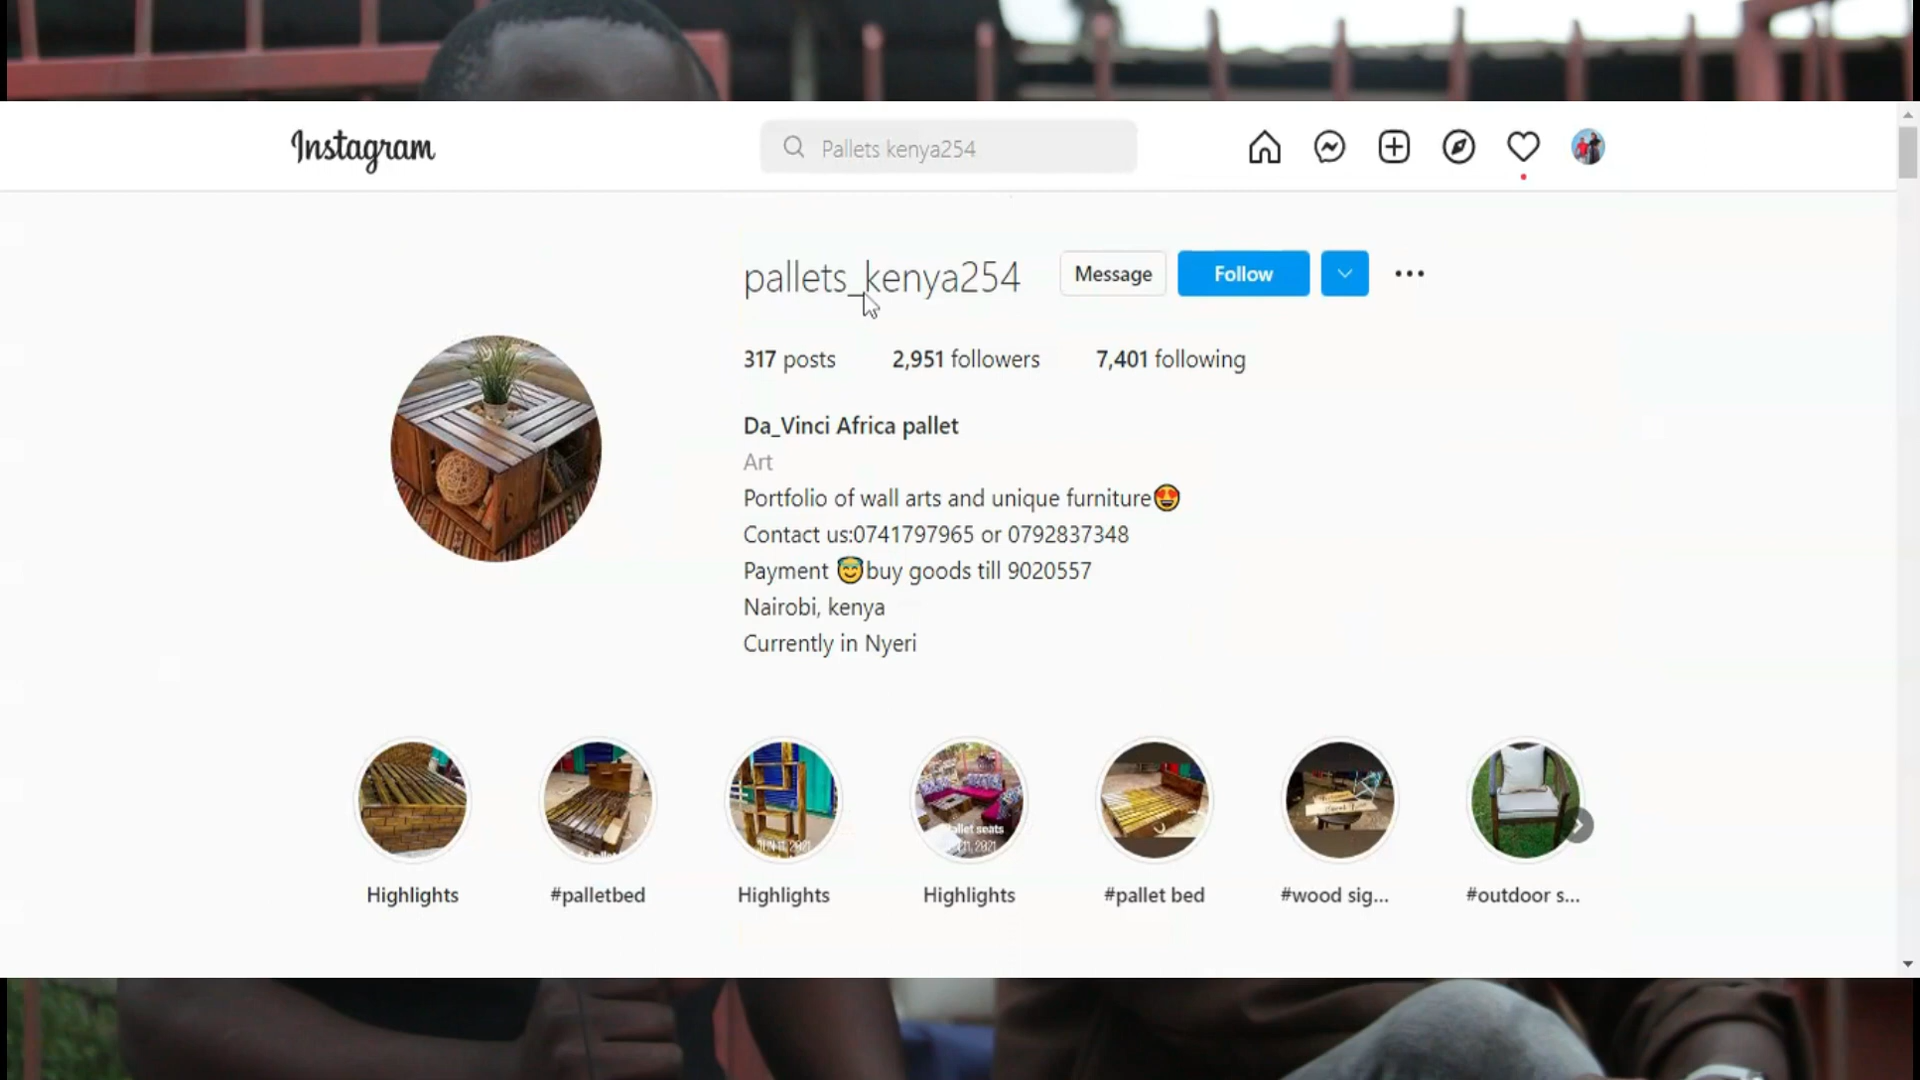 Instagram
Pallets kenya254
pallets_kenya254
Message
Follow
317 posts 2,951 followers 7,401 following
Da_Vinci Africa pallet
Art
Portfolio of wall arts and unique furniture😍
Contact us:0741797965 or 0792837348
Payment 😇buy goods till 9020557
Nairobi, kenya
Currently in Nyeri
allet seats
Highlights
#palletbed
Highlights
Highlights
#pallet bed
#wood sig...
#outdoor s...